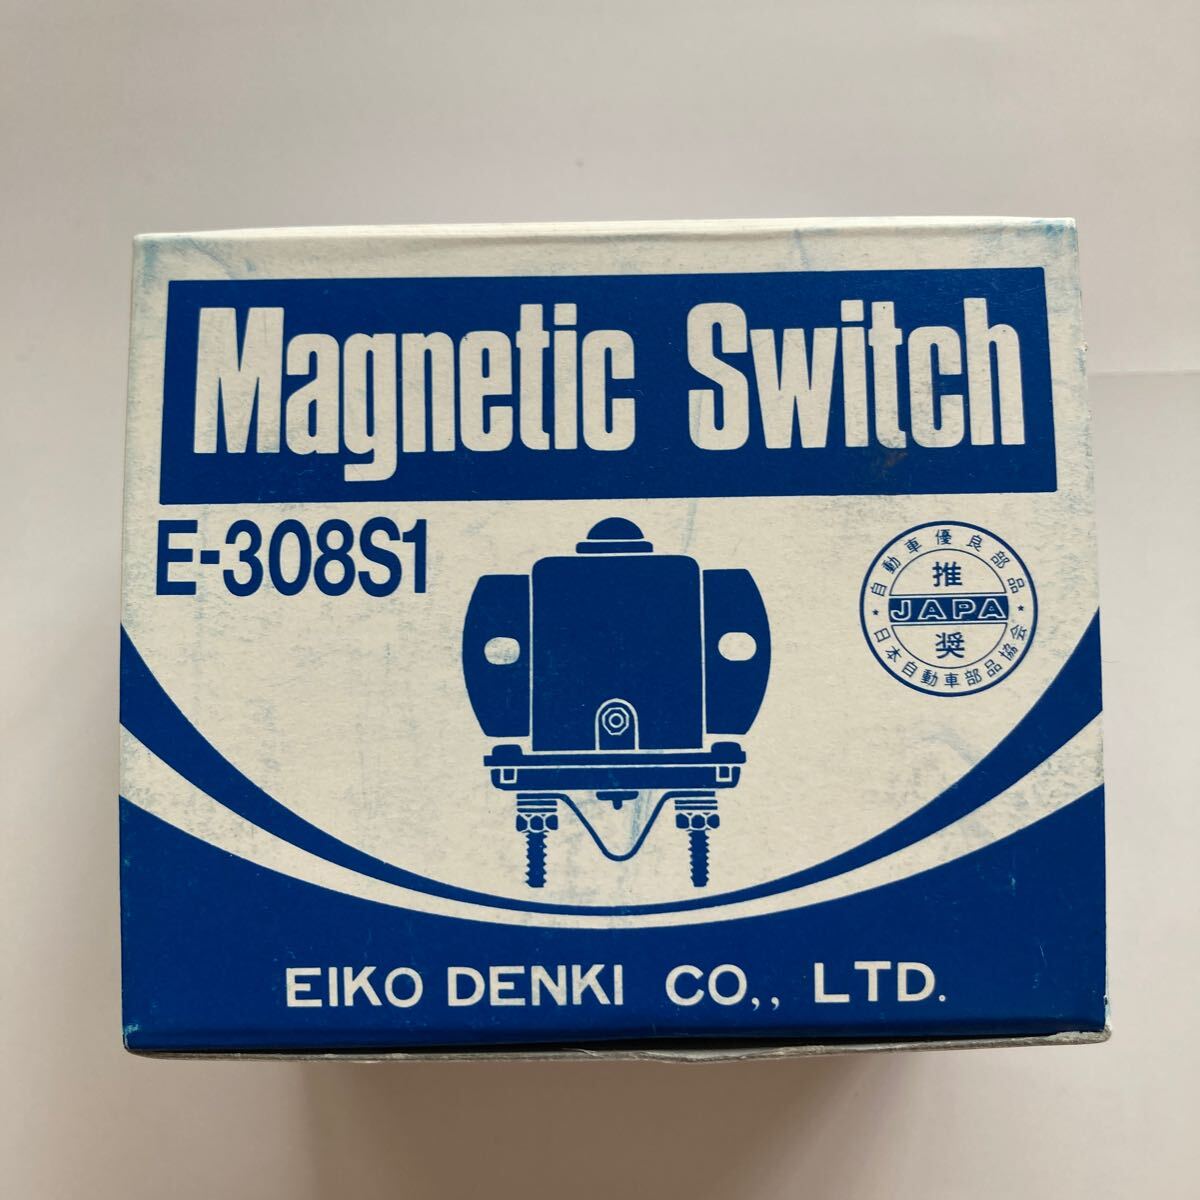 Magnetic Switch
E-308S1
自動車優良部品
推
JAPA
奨
日本自動車部品協会
EIKO DENKI CO,, LTD.